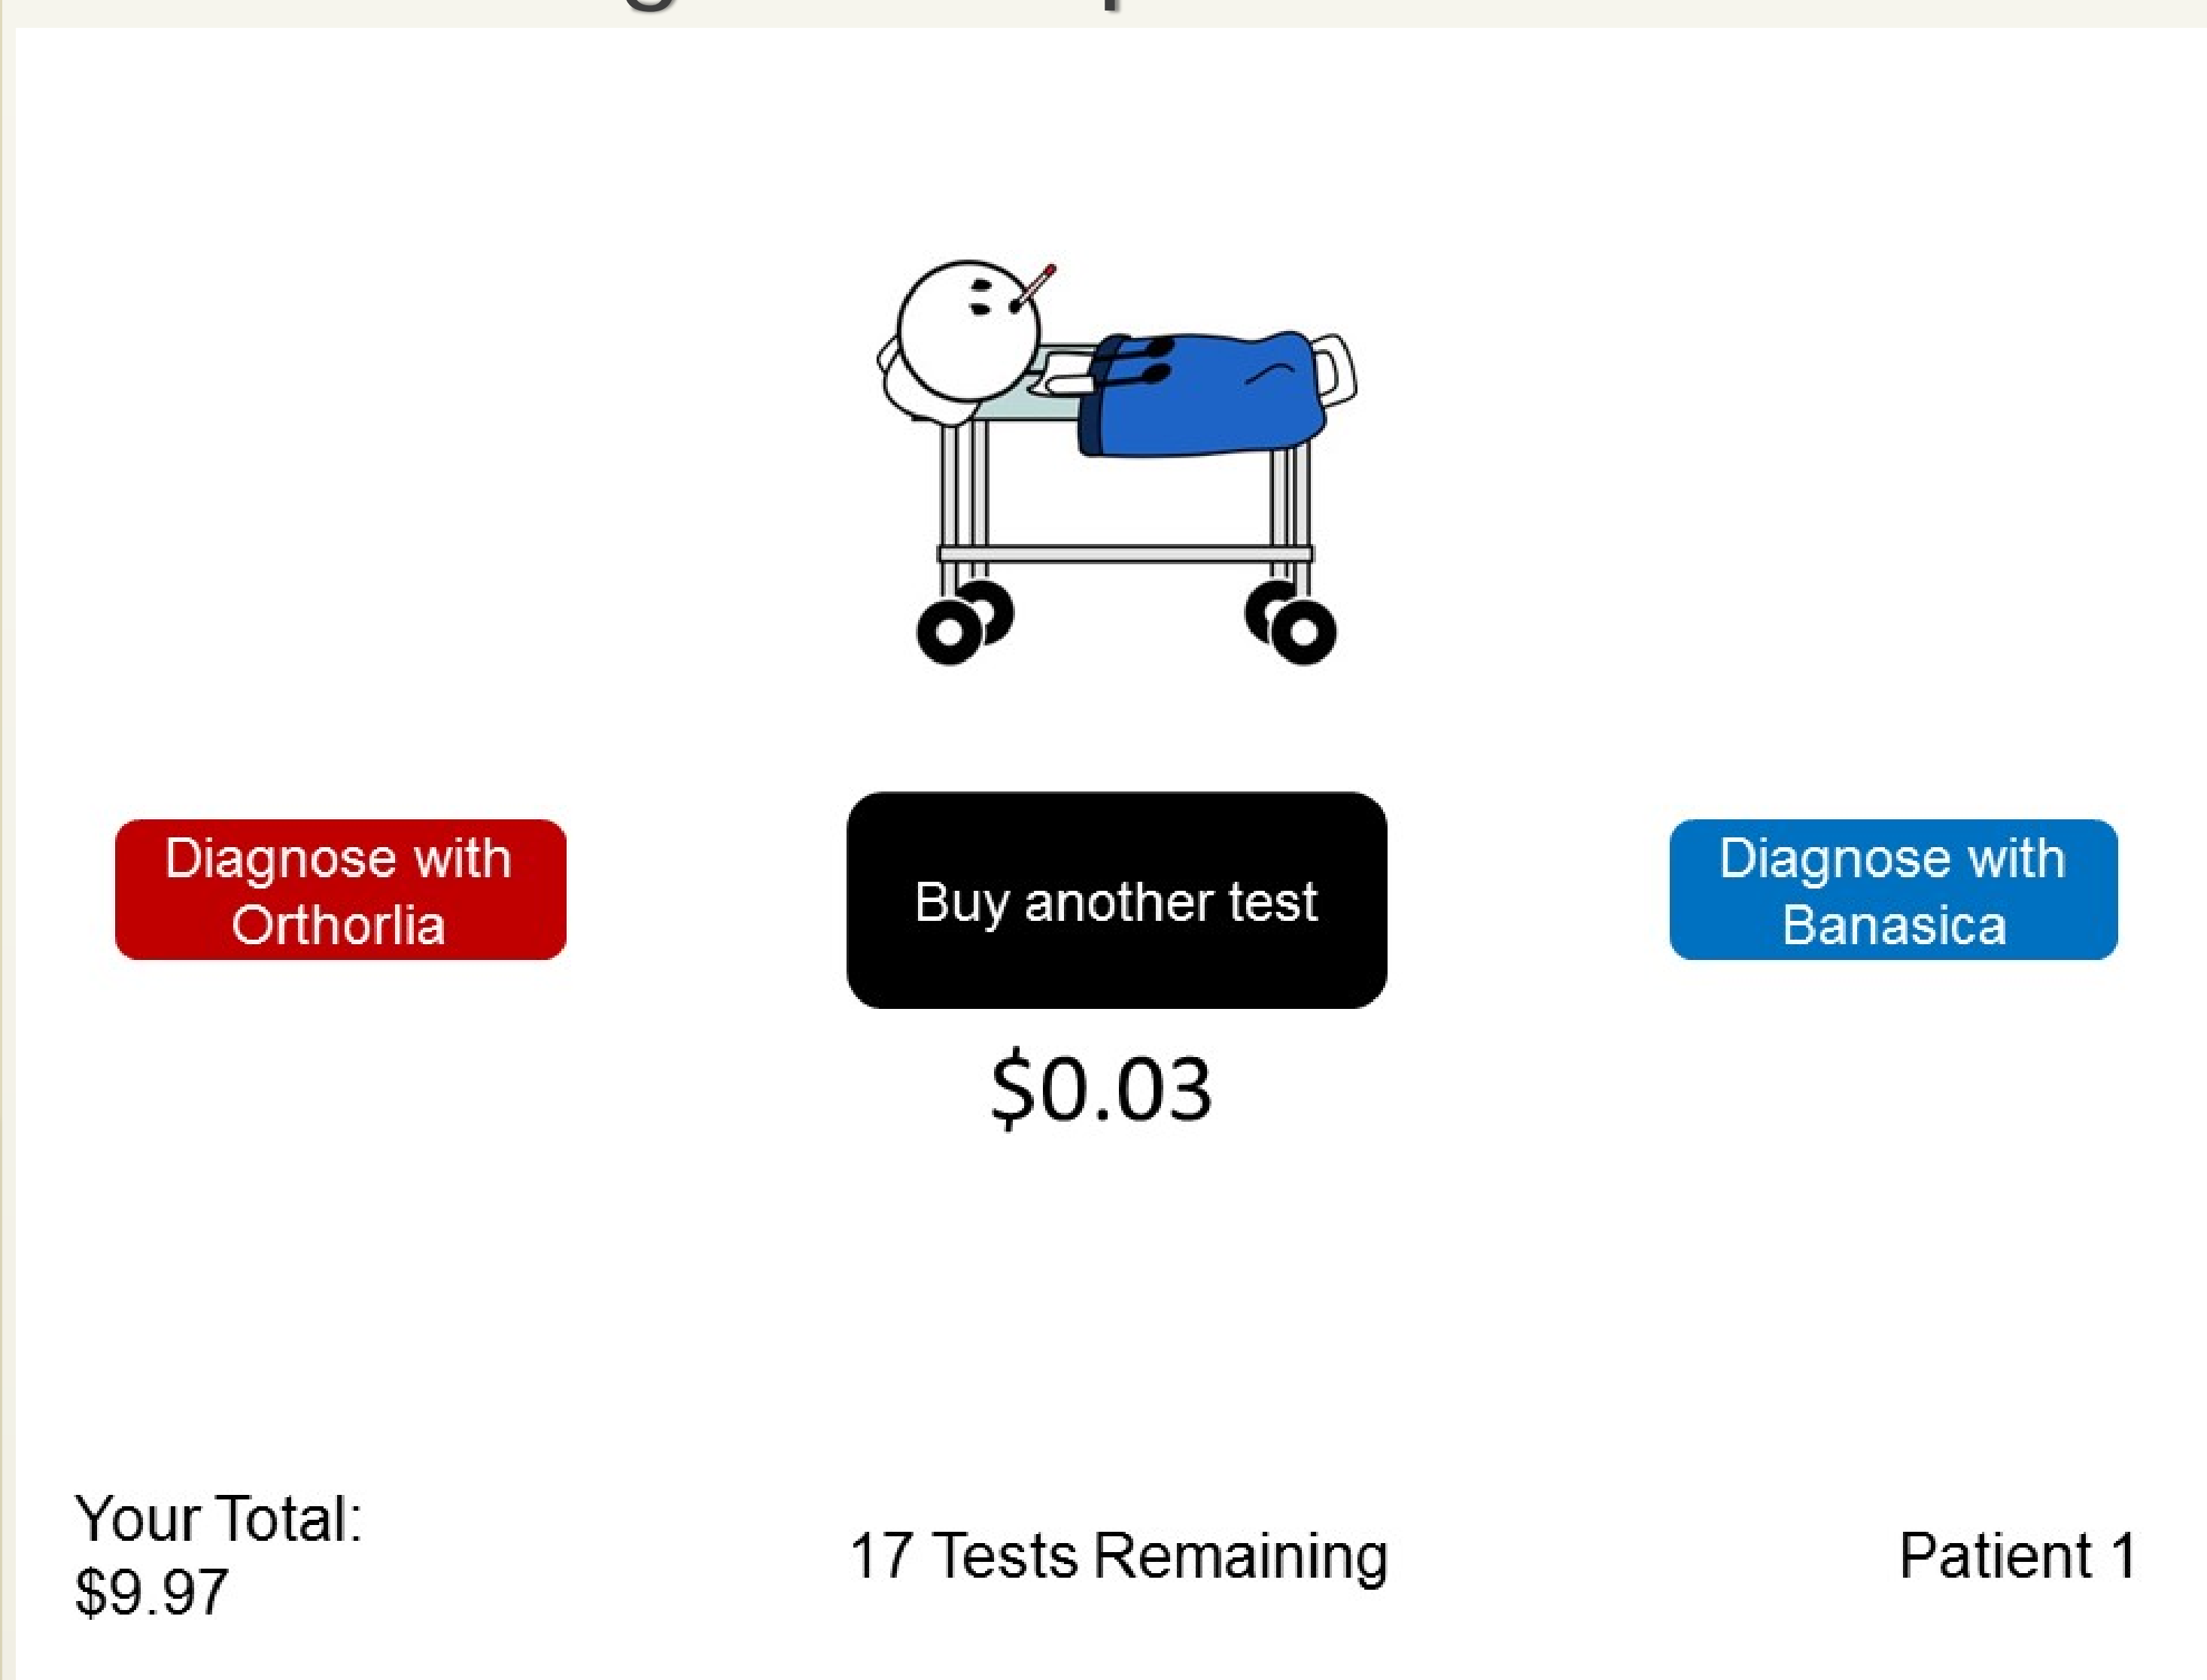 Diagnose with
Orthorlia
Buy another test
Diagnose with
Banasica
$0.03
Your Total:
$9.97
17 Tests Remaining
Patient 1